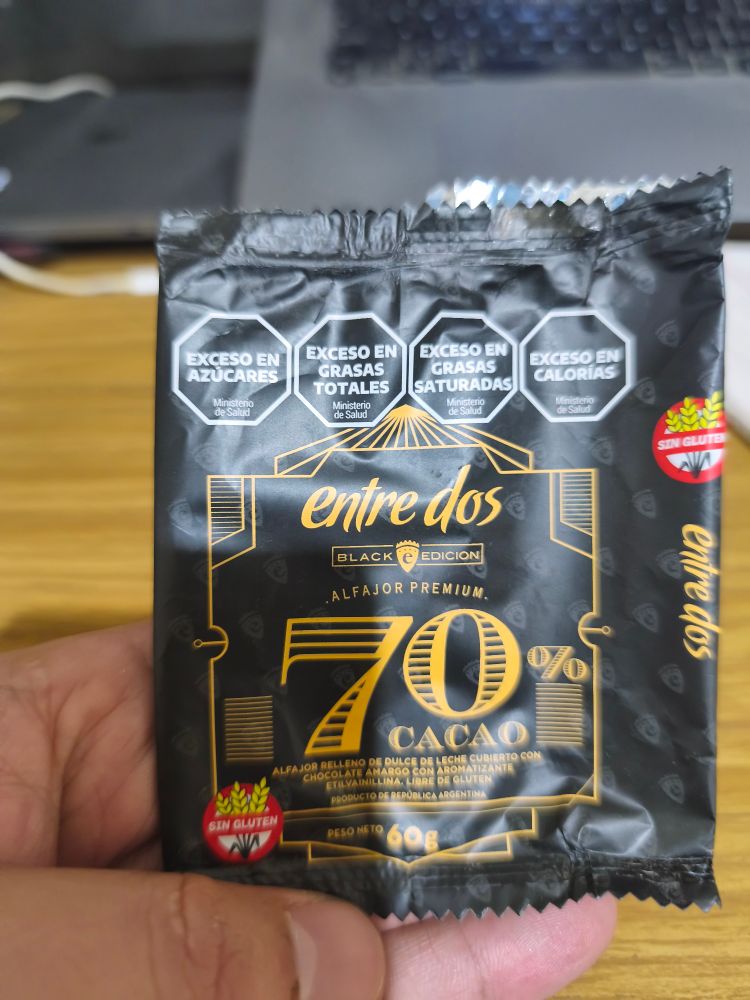 EXCESO EN
AZÚCARES
Ministerio
de Salud
EXCESO EN
GRASAS
TOTALES
Ministerio
de Salud
EXCESO EN
GRASAS
SATURADAS
Ministerio
de Salud
EXCESO EN
CALORÍAS
Ministerio
de Salud
SIN GLUTEN
entre dos
BLACK e EDICION
ALFAJOR PREMIUM.
entre dos
70%
CACAO
ALFAJOR RELLENO DE DULCE DE LECHE CUBIERTO CON
CHOCOLATE AMARGO CON AROMATIZANTE
ETILVAINILLINA. LIBRE DE GLUTEN
PRODUCTO DE REPÚBLICA ARGENTINA
SIN GLUTEN
PESO NETO 60g